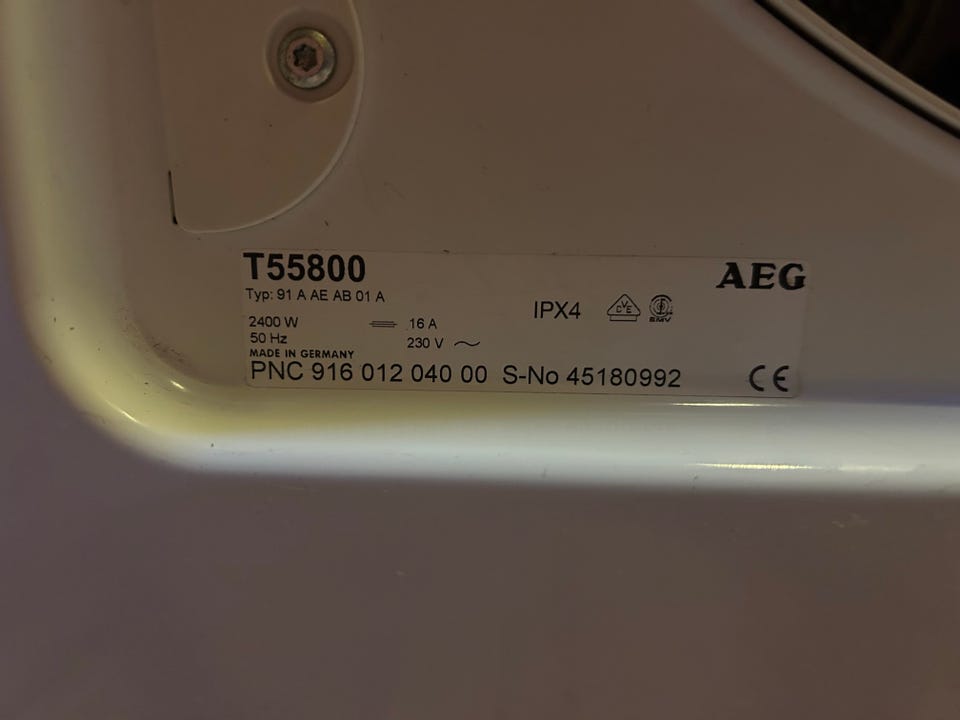 T55800
AEG
Typ: 91 A AE AB 01 A
IPX4
2400 W 16 A
50 Hz 230 V ~
MADE IN GERMANY
PNC 916 012 040 00 S-No 45180992
CE